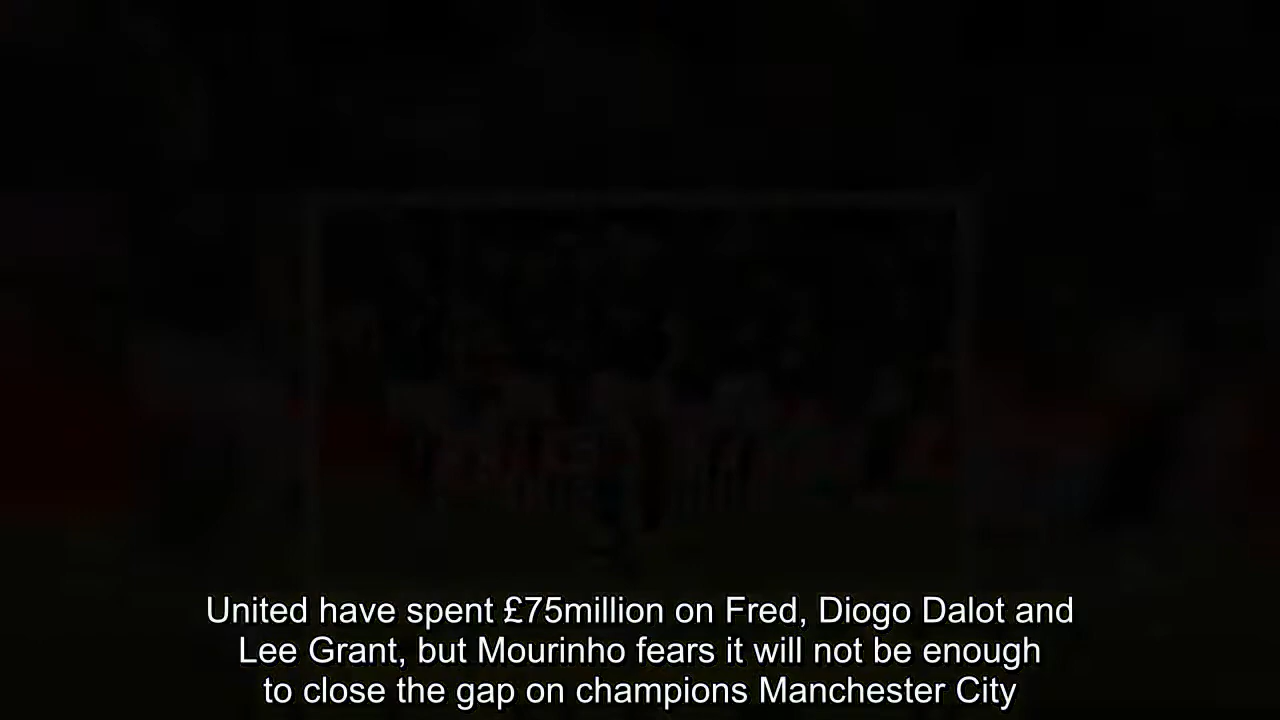 United have spent £75million on Fred, Diogo Dalot and
Lee Grant, but Mourinho fears it will not be enough
to close the gap on champions Manchester City